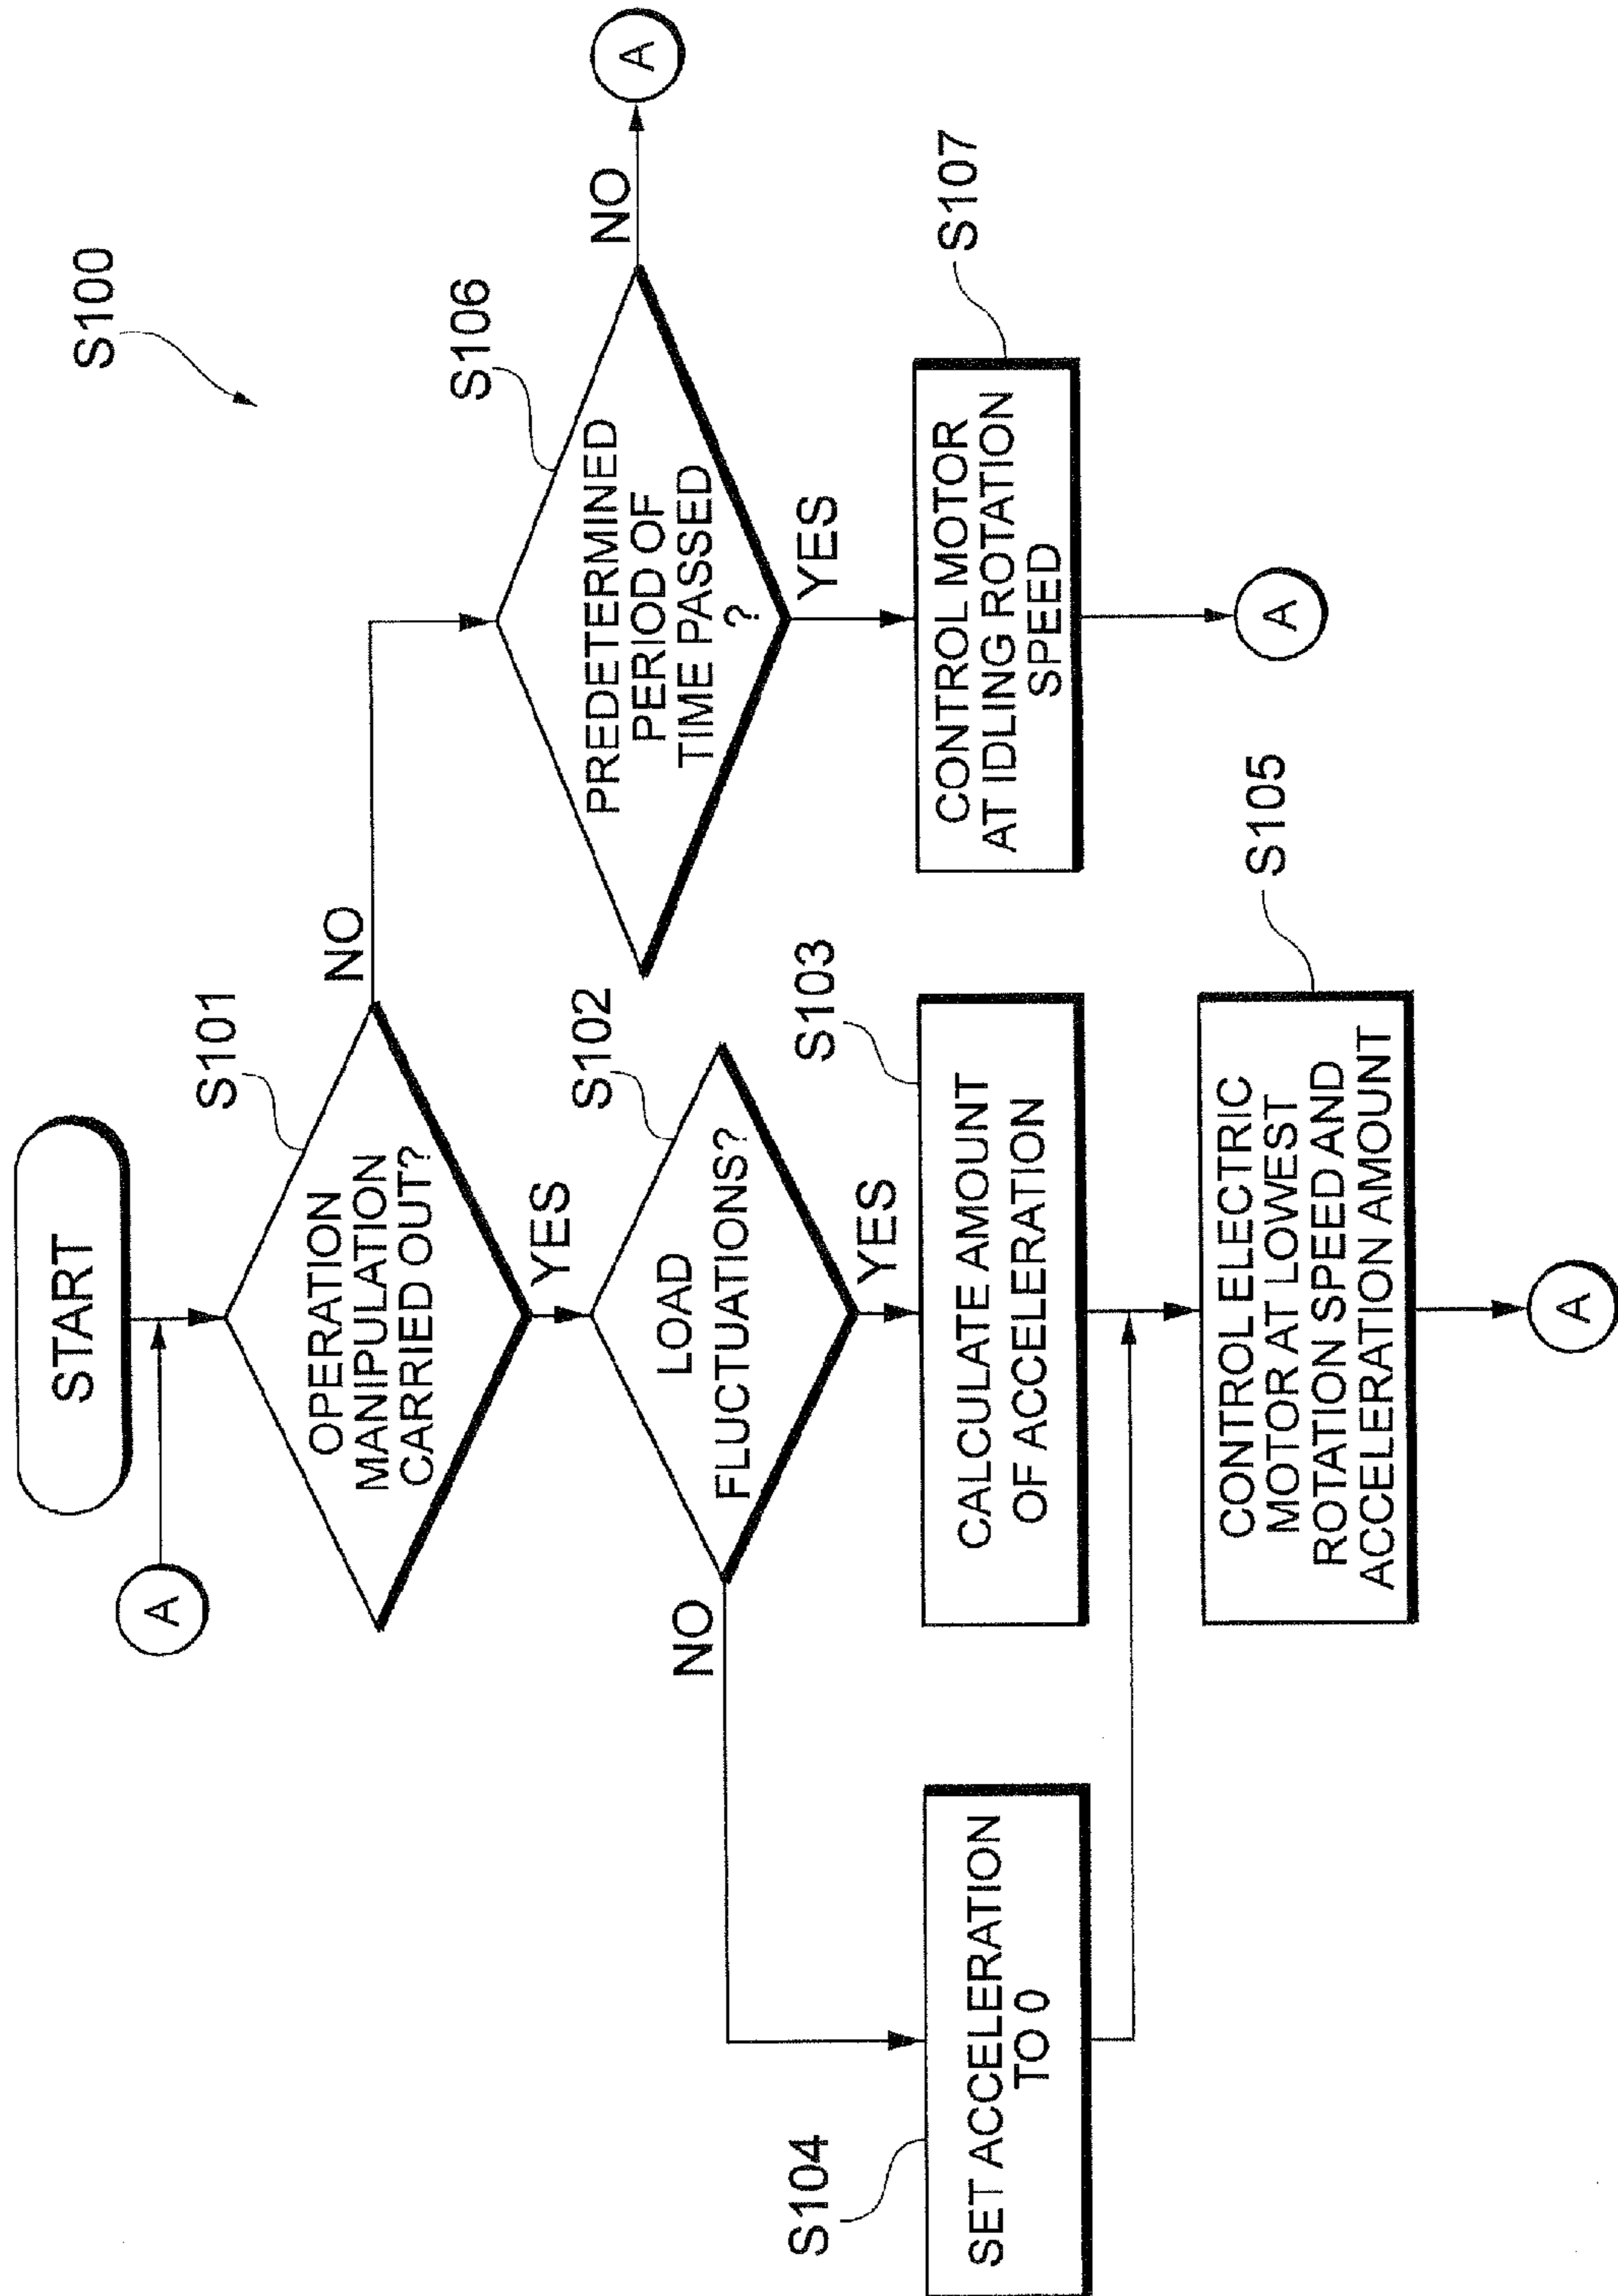 S100
START
A
S101
OPERATION
MANIPULATION
CARRIED OUT?
NO
YES
S102
LOAD
FLUCTUATIONS?
NO
YES
S106
PREDETERMINED
PERIOD OF
TIME PASSED
?
NO
A
YES
S104
SET ACCELERATION
TO 0
S103
CALCULATE AMOUNT
OF ACCELERATION
S107
CONTROL MOTOR
AT IDLING ROTATION
SPEED
A
S105
CONTROL ELECTRIC
MOTOR AT LOWEST
ROTATION SPEED AND
ACCELERATION AMOUNT
A